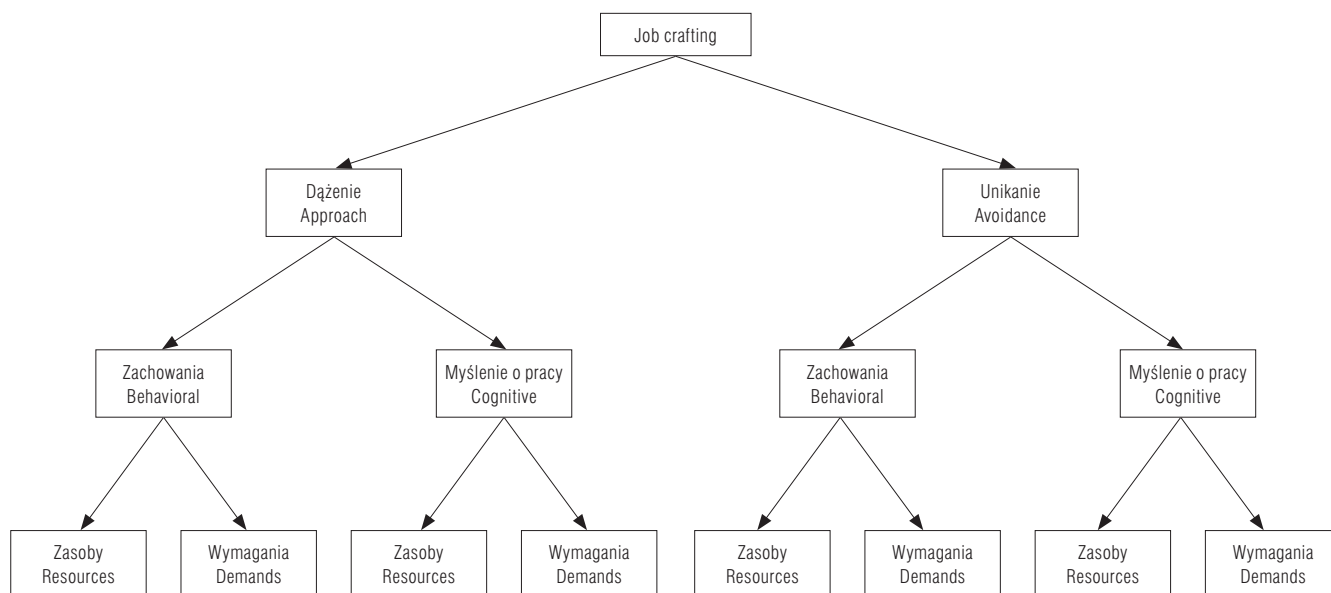 Job crafting
Dążenie
Approach
Unikanie
Avoidance
Zachowania
Behavioral
Myślenie o pracy
Cognitive
Zachowania
Behavioral
Myślenie o pracy
Cognitive
Zasoby
Resources
Wymagania
Demands
Zasoby
Resources
Wymagania
Demands
Zasoby
Resources
Wymagania
Demands
Zasoby
Resources
Wymagania
Demands